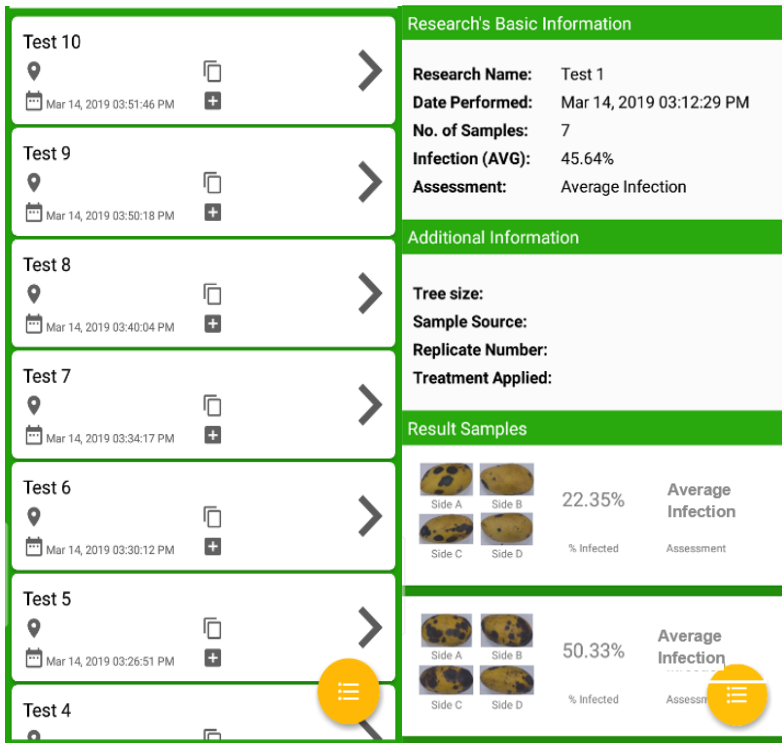 Test 10
Mar 14, 2019 03:51:46 PM
Test 9
Mar 14, 2019 03:50:18 PM
Test 8
Mar 14, 2019 03:40:04 PM
Test 7
Mar 14, 2019 03:34:17 PM
Test 6
Mar 14, 2019 03:30:12 PM
Test 5
Mar 14, 2019 03:26:51 PM
Test 4
Research's Basic Information
Research Name: Test 1
Date Performed: Mar 14, 2019 03:12:29 PM
No. of Samples: 7
Infection (AVG): 45.64%
Assessment: Average Infection
Additional Information
Tree size:
Sample Source:
Replicate Number:
Treatment Applied:
Result Samples
Side A Side B
Side C Side D
22.35%
% Infected
Average
Infection
Assessment
Side A Side B
Side C Side D
50.33%
% Infected
Average
Infection